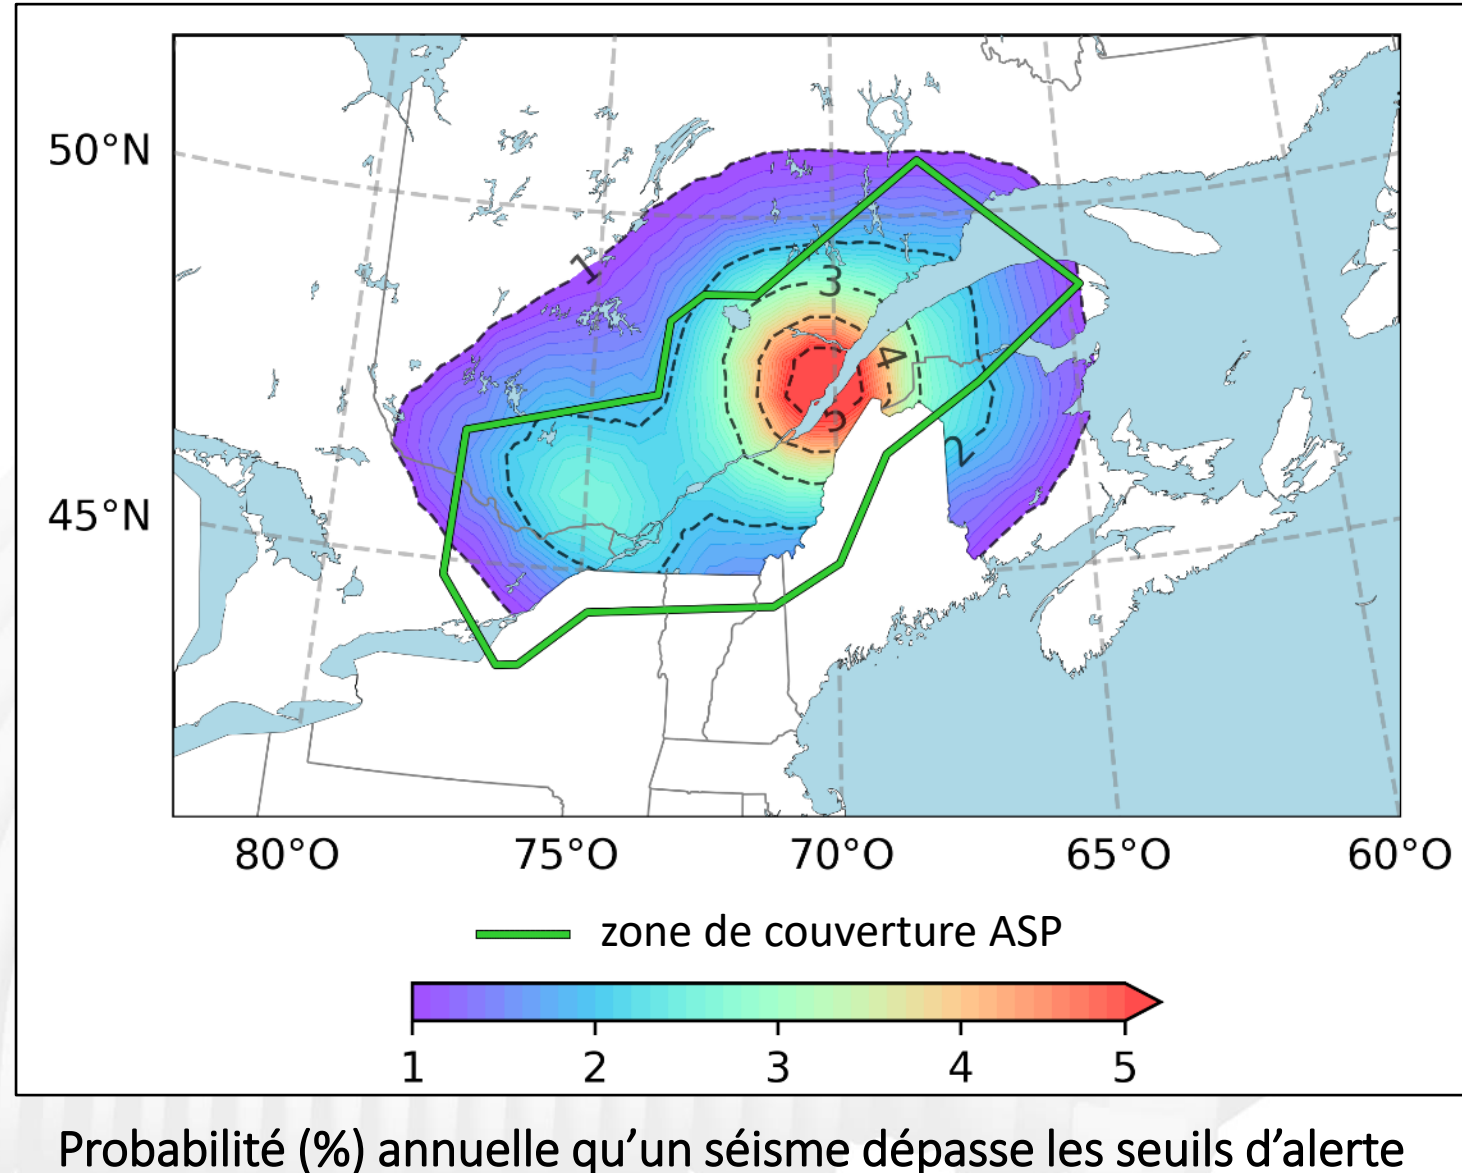 50°N
45°N
1
3
4
5
2
80°O
75°O
70°O
65°O
60°O
zone de couverture ASP
1
2
3
4
5
Probabilité (%) annuelle qu’un séisme dépasse les seuils d’alerte